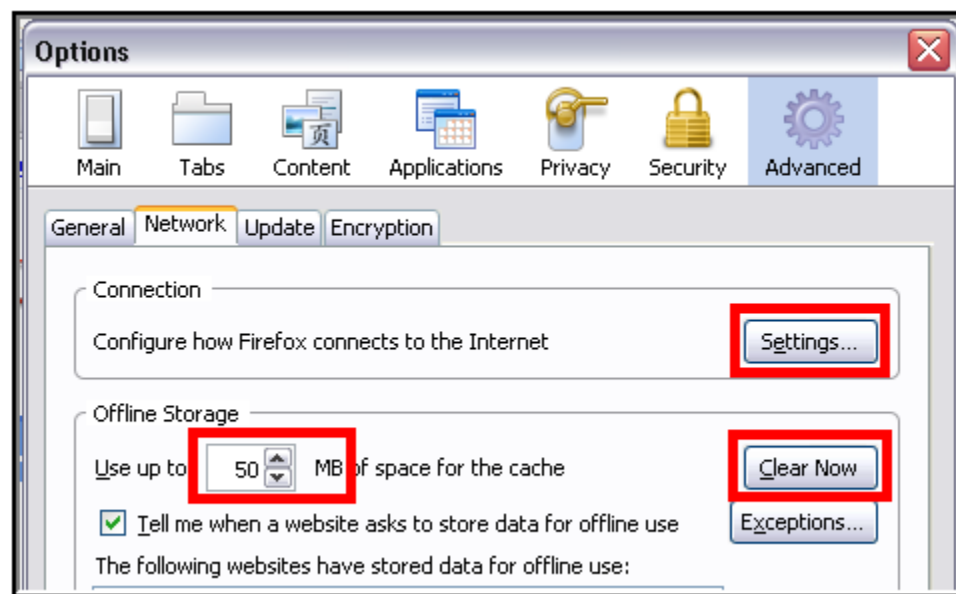 Options
Main Tabs Content Applications Privacy Security Advanced
页
General Network Update Encryption
Connection
Configure how Firefox connects to the Internet Settings...
Offline Storage
Use up to 50 MB of space for the cache Clear Now
Tell me when a website asks to store data for offline use Exceptions...
The following websites have stored data for offline use: